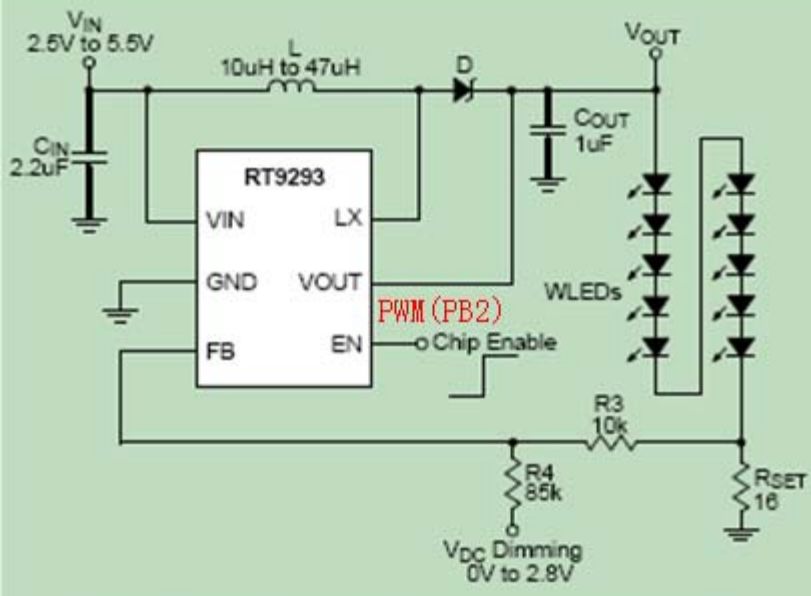 VIN
2.5V to 5.5V
L
10uH to 47uH
D
VOUT
CIN
2.2uF
COUT
1uF
RT9293
VIN
LX
GND
VOUT
PWM(PB2)
WLEDs
FB
EN
Chip Enable
R3
10k
R4
85k
RSET
16
VDC Dimming
0V to 2.8V